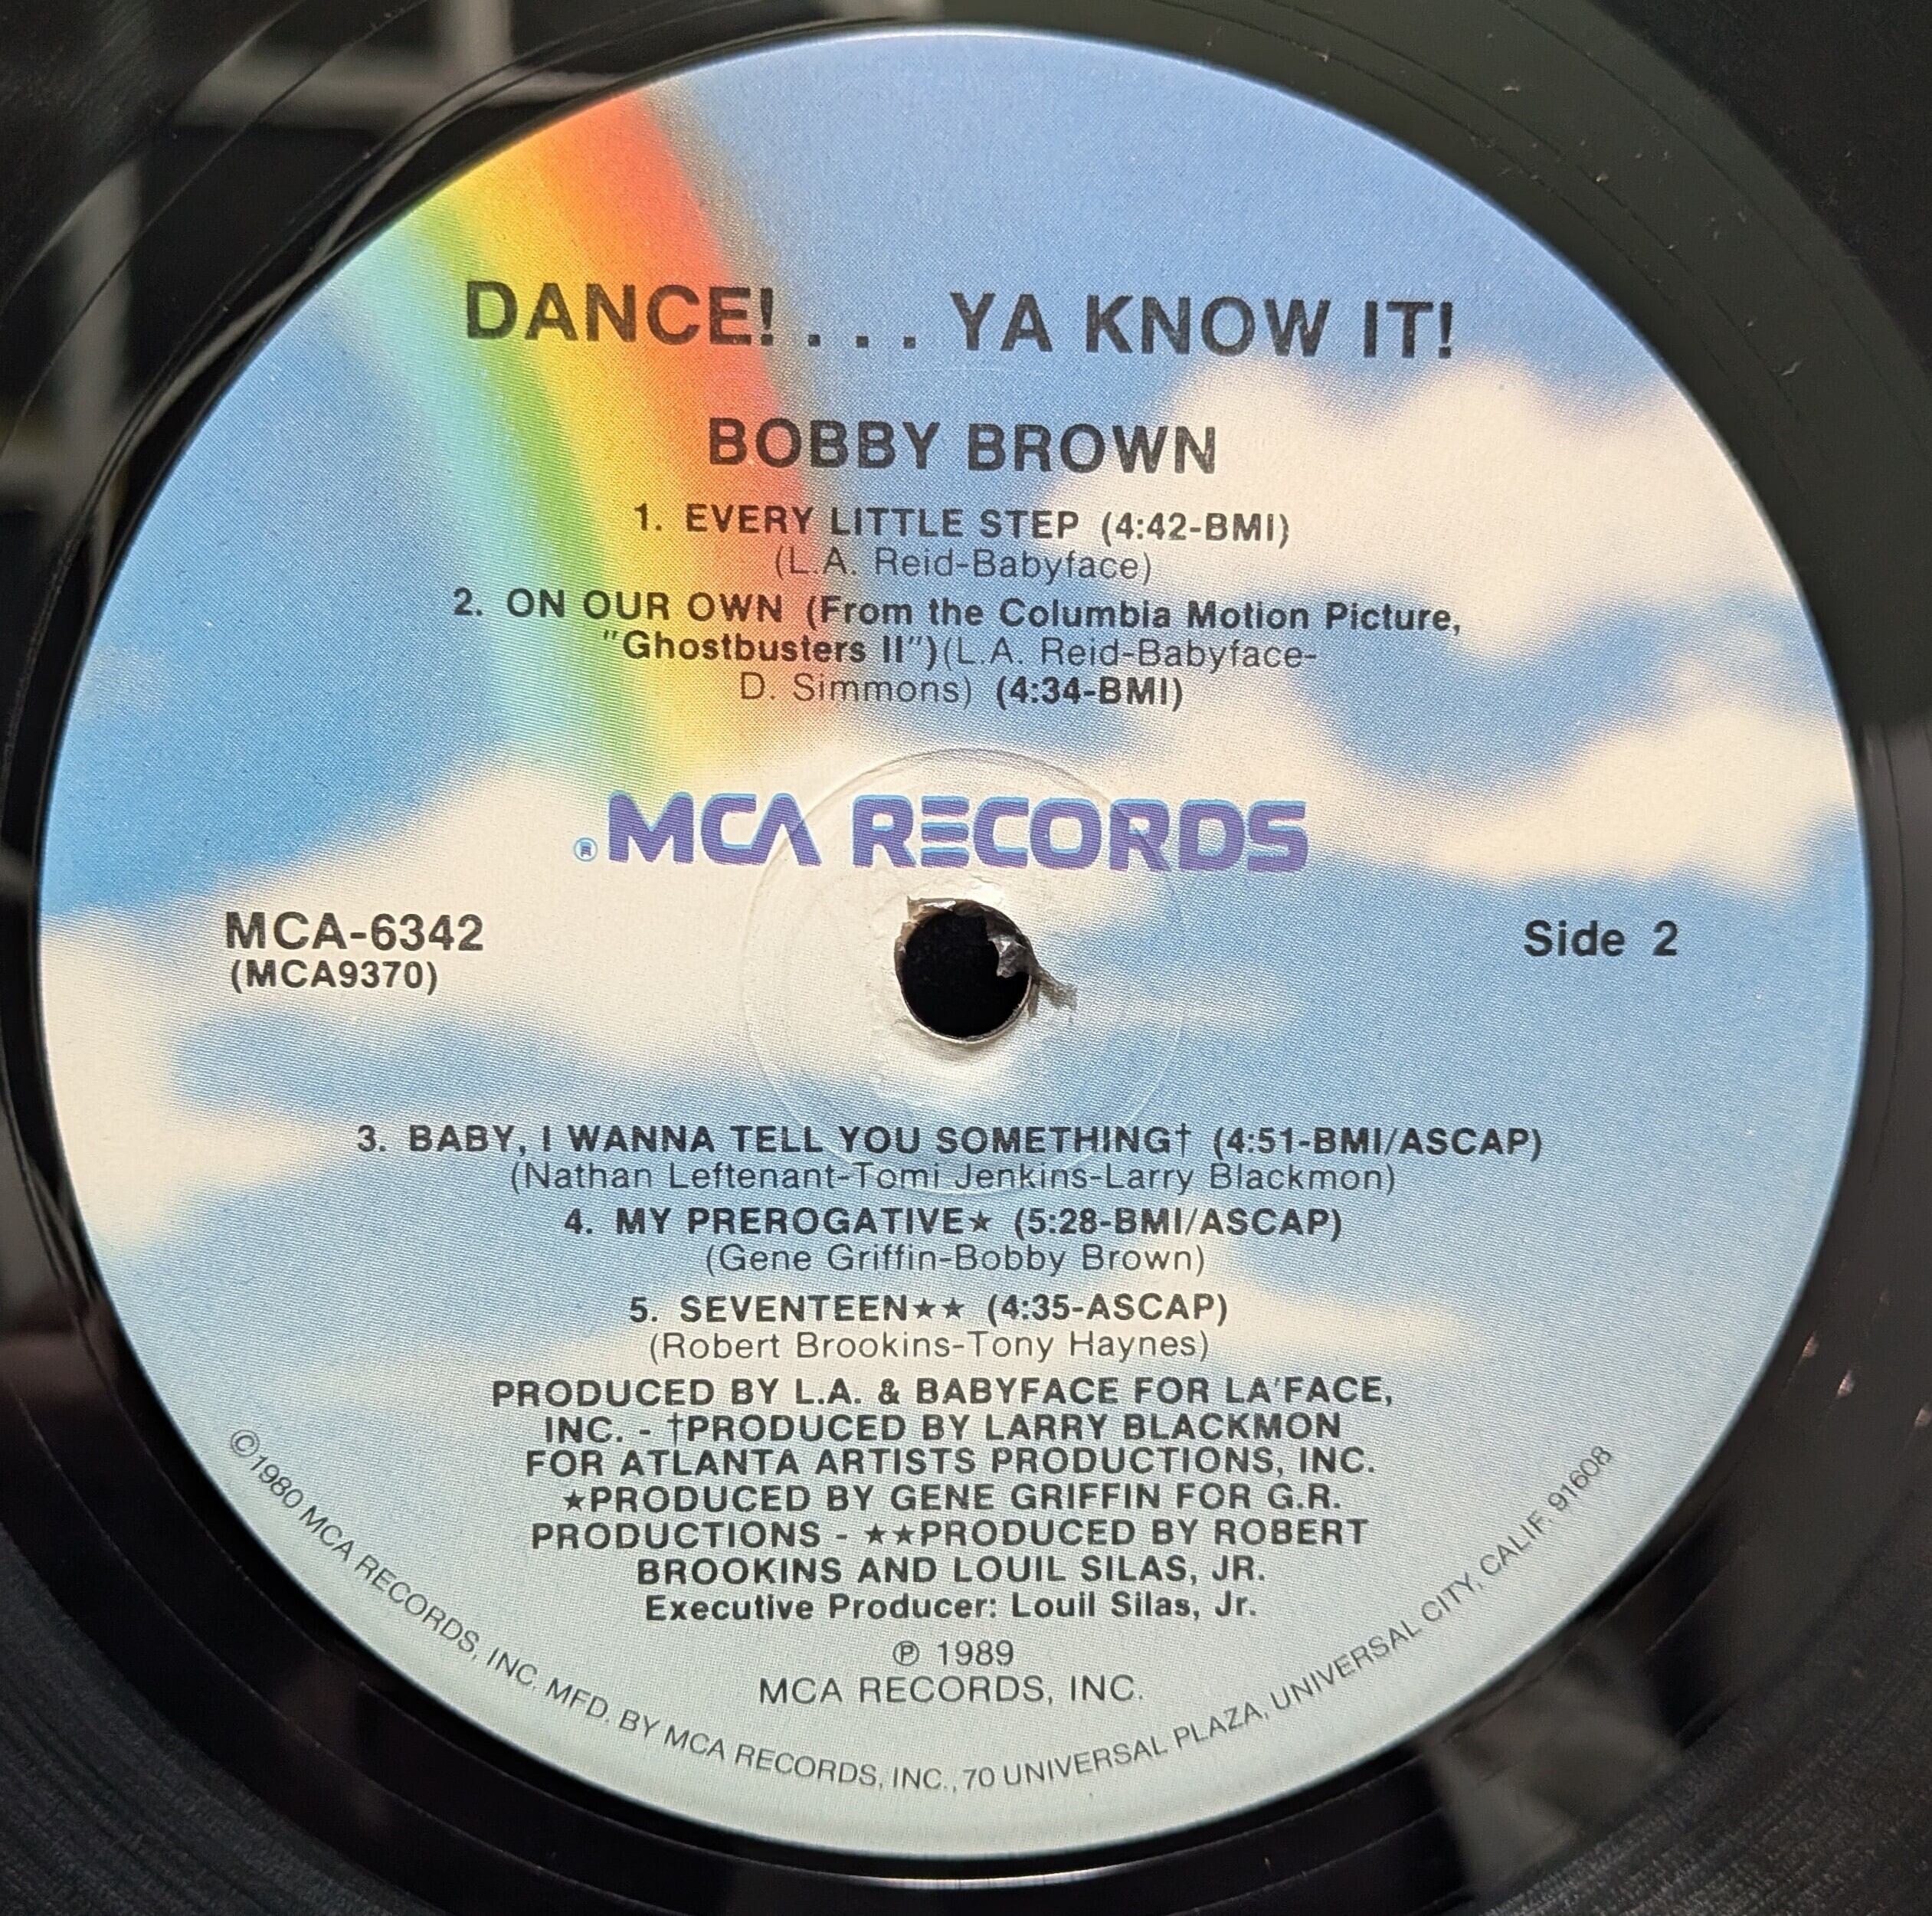 DANCE! . . . YA KNOW IT!
BOBBY BROWN
1. EVERY LITTLE STEP (4:42-BMI)
(L.A. Reid-Babyface)
2. ON OUR OWN (From the Columbia Motion Picture,
"Ghostbusters II")(L.A. Reid-Babyface-
D. Simmons) (4:34-BMI)
® MCA RECORDS
MCA-6342
(MCA9370)
Side 2
3. BABY, I WANNA TELL YOU SOMETHING† (4:51-BMI/ASCAP)
(Nathan Leftenant-Tomi Jenkins-Larry Blackmon)
4. MY PREROGATIVE★ (5:28-BMI/ASCAP)
(Gene Griffin-Bobby Brown)
5. SEVENTEEN★★ (4:35-ASCAP)
(Robert Brookins-Tony Haynes)
PRODUCED BY L.A. & BABYFACE FOR LA'FACE,
INC. - †PRODUCED BY LARRY BLACKMON
FOR ATLANTA ARTISTS PRODUCTIONS, INC.
★PRODUCED BY GENE GRIFFIN FOR G.R.
PRODUCTIONS - ★★PRODUCED BY ROBERT
BROOKINS AND LOUIL SILAS, JR.
Executive Producer: Louil Silas, Jr.
℗ 1989
MCA RECORDS, INC.
©1980 MCA RECORDS, INC. MFD. BY MCA RECORDS, INC., 70 UNIVERSAL PLAZA, UNIVERSAL CITY, CALIF. 91608